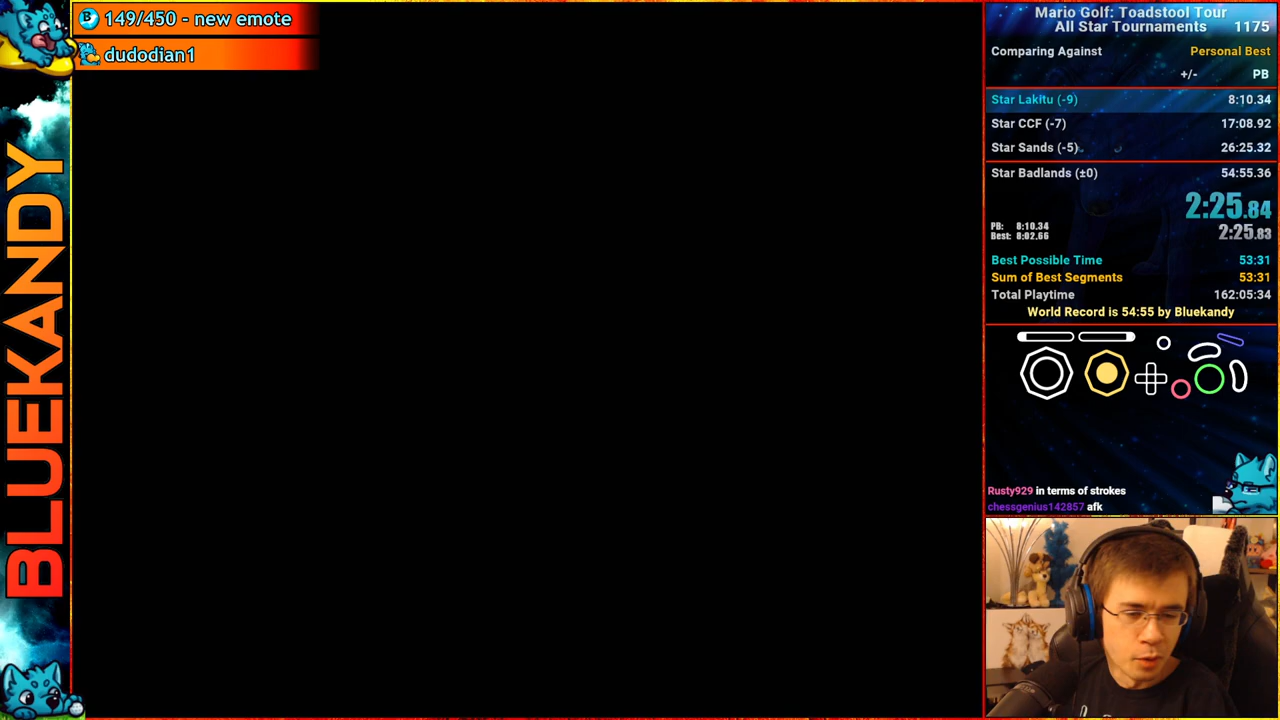 149/450 - new emote
dudodian1
BLUEKANDY
Mario Golf: Toadstool Tour
All Star Tournaments 1175
Comparing Against Personal Best
+/- PB
Star Lakitu (-9) 8:10.34
Star CCF (-7) 17:08.92
Star Sands (-5) 26:25.32
Star Badlands (±0) 54:55.36
2:25.84
PB: 8:10.34
Best: 8:02.66
2:25.83
Best Possible Time 53:31
Sum of Best Segments 53:31
Total Playtime 162:05:34
World Record is 54:55 by Bluekandy
Rusty929 in terms of strokes
chessgenius142857 afk